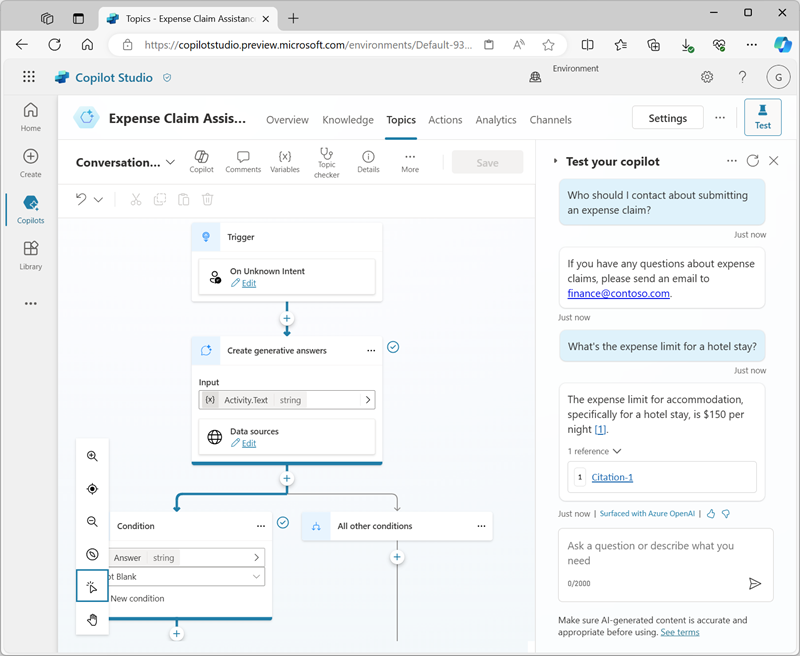 Topics - Expense Claim Assistanc
https://copilotstudio.preview.microsoft.com/environments/Default-93...
Copilot Studio
Environment
G
Home
Create
Copilots
Library
Expense Claim Assis...
Overview
Knowledge
Topics
Actions
Analytics
Channels
Settings
Test
Conversation...
Copilot
Comments
Variables
Topic
checker
Details
More
Save
Trigger
On Unknown Intent
Edit
Create generative answers
Input
{x} Activity.Text string
Data sources
Edit
Condition
Answer string
ot Blank
New condition
All other conditions
Test your copilot
Who should I contact about submitting
an expense claim?
Just now
If you have any questions about expense
claims, please send an email to
finance@contoso.com.
Just now
What's the expense limit for a hotel stay?
Just now
The expense limit for accommodation,
specifically for a hotel stay, is $150 per
night [1].
1 reference
1 Citation-1
Just now | Surfaced with Azure OpenAI |
Ask a question or describe what you
need
0/2000
Make sure AI-generated content is accurate and
appropriate before using. See terms